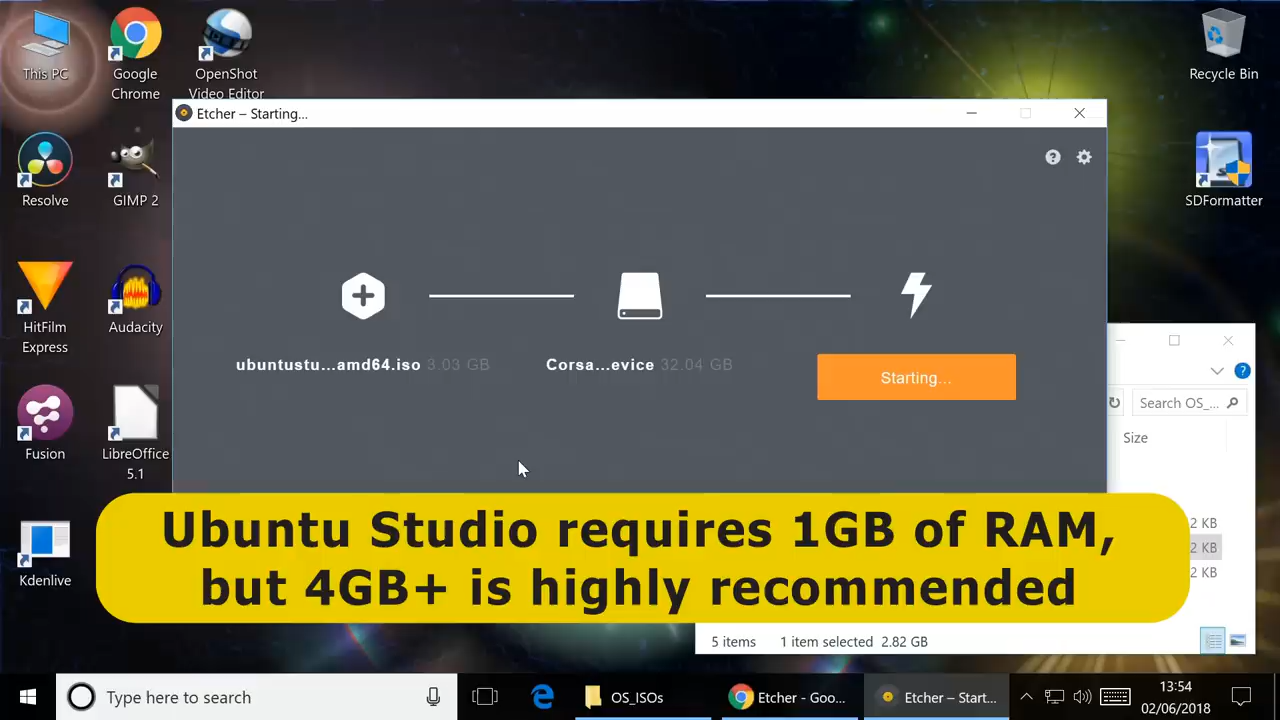 This PC
Google
Chrome
OpenShot
Video Editor
Recycle Bin
Etcher – Starting...
Resolve
GIMP 2
SDFormatter
HitFilm
Express
Audacity
ubuntustu...amd64.iso 3.03 GB
Corsa...evice 32.04 GB
Starting...
Search OS_...
Size
Fusion
LibreOffice
5.1
Kdenlive
2 KB
2 KB
2 KB
Ubuntu Studio requires 1GB of RAM,
but 4GB+ is highly recommended
5 items 1 item selected 2.82 GB
Type here to search
OS_ISOs
Etcher - Goo...
Etcher – Start...
13:54
02/06/2018